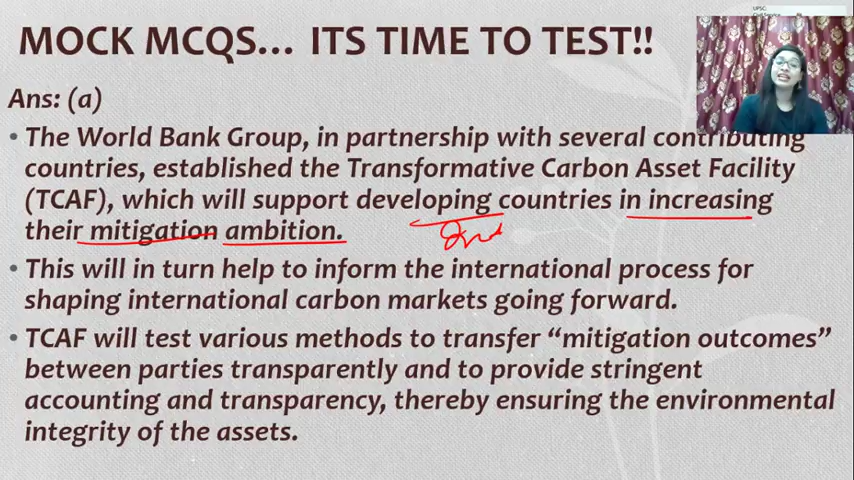 UPSC
MOCK MCQS... ITS TIME TO TEST!!
Ans: (a)
• The World Bank Group, in partnership with several contributing
countries, established the Transformative Carbon Asset Facility
(TCAF), which will support developing countries in increasing
their mitigation ambition.
• This will in turn help to inform the international process for
shaping international carbon markets going forward.
• TCAF will test various methods to transfer “mitigation outcomes”
between parties transparently and to provide stringent
accounting and transparency, thereby ensuring the environmental
integrity of the assets.